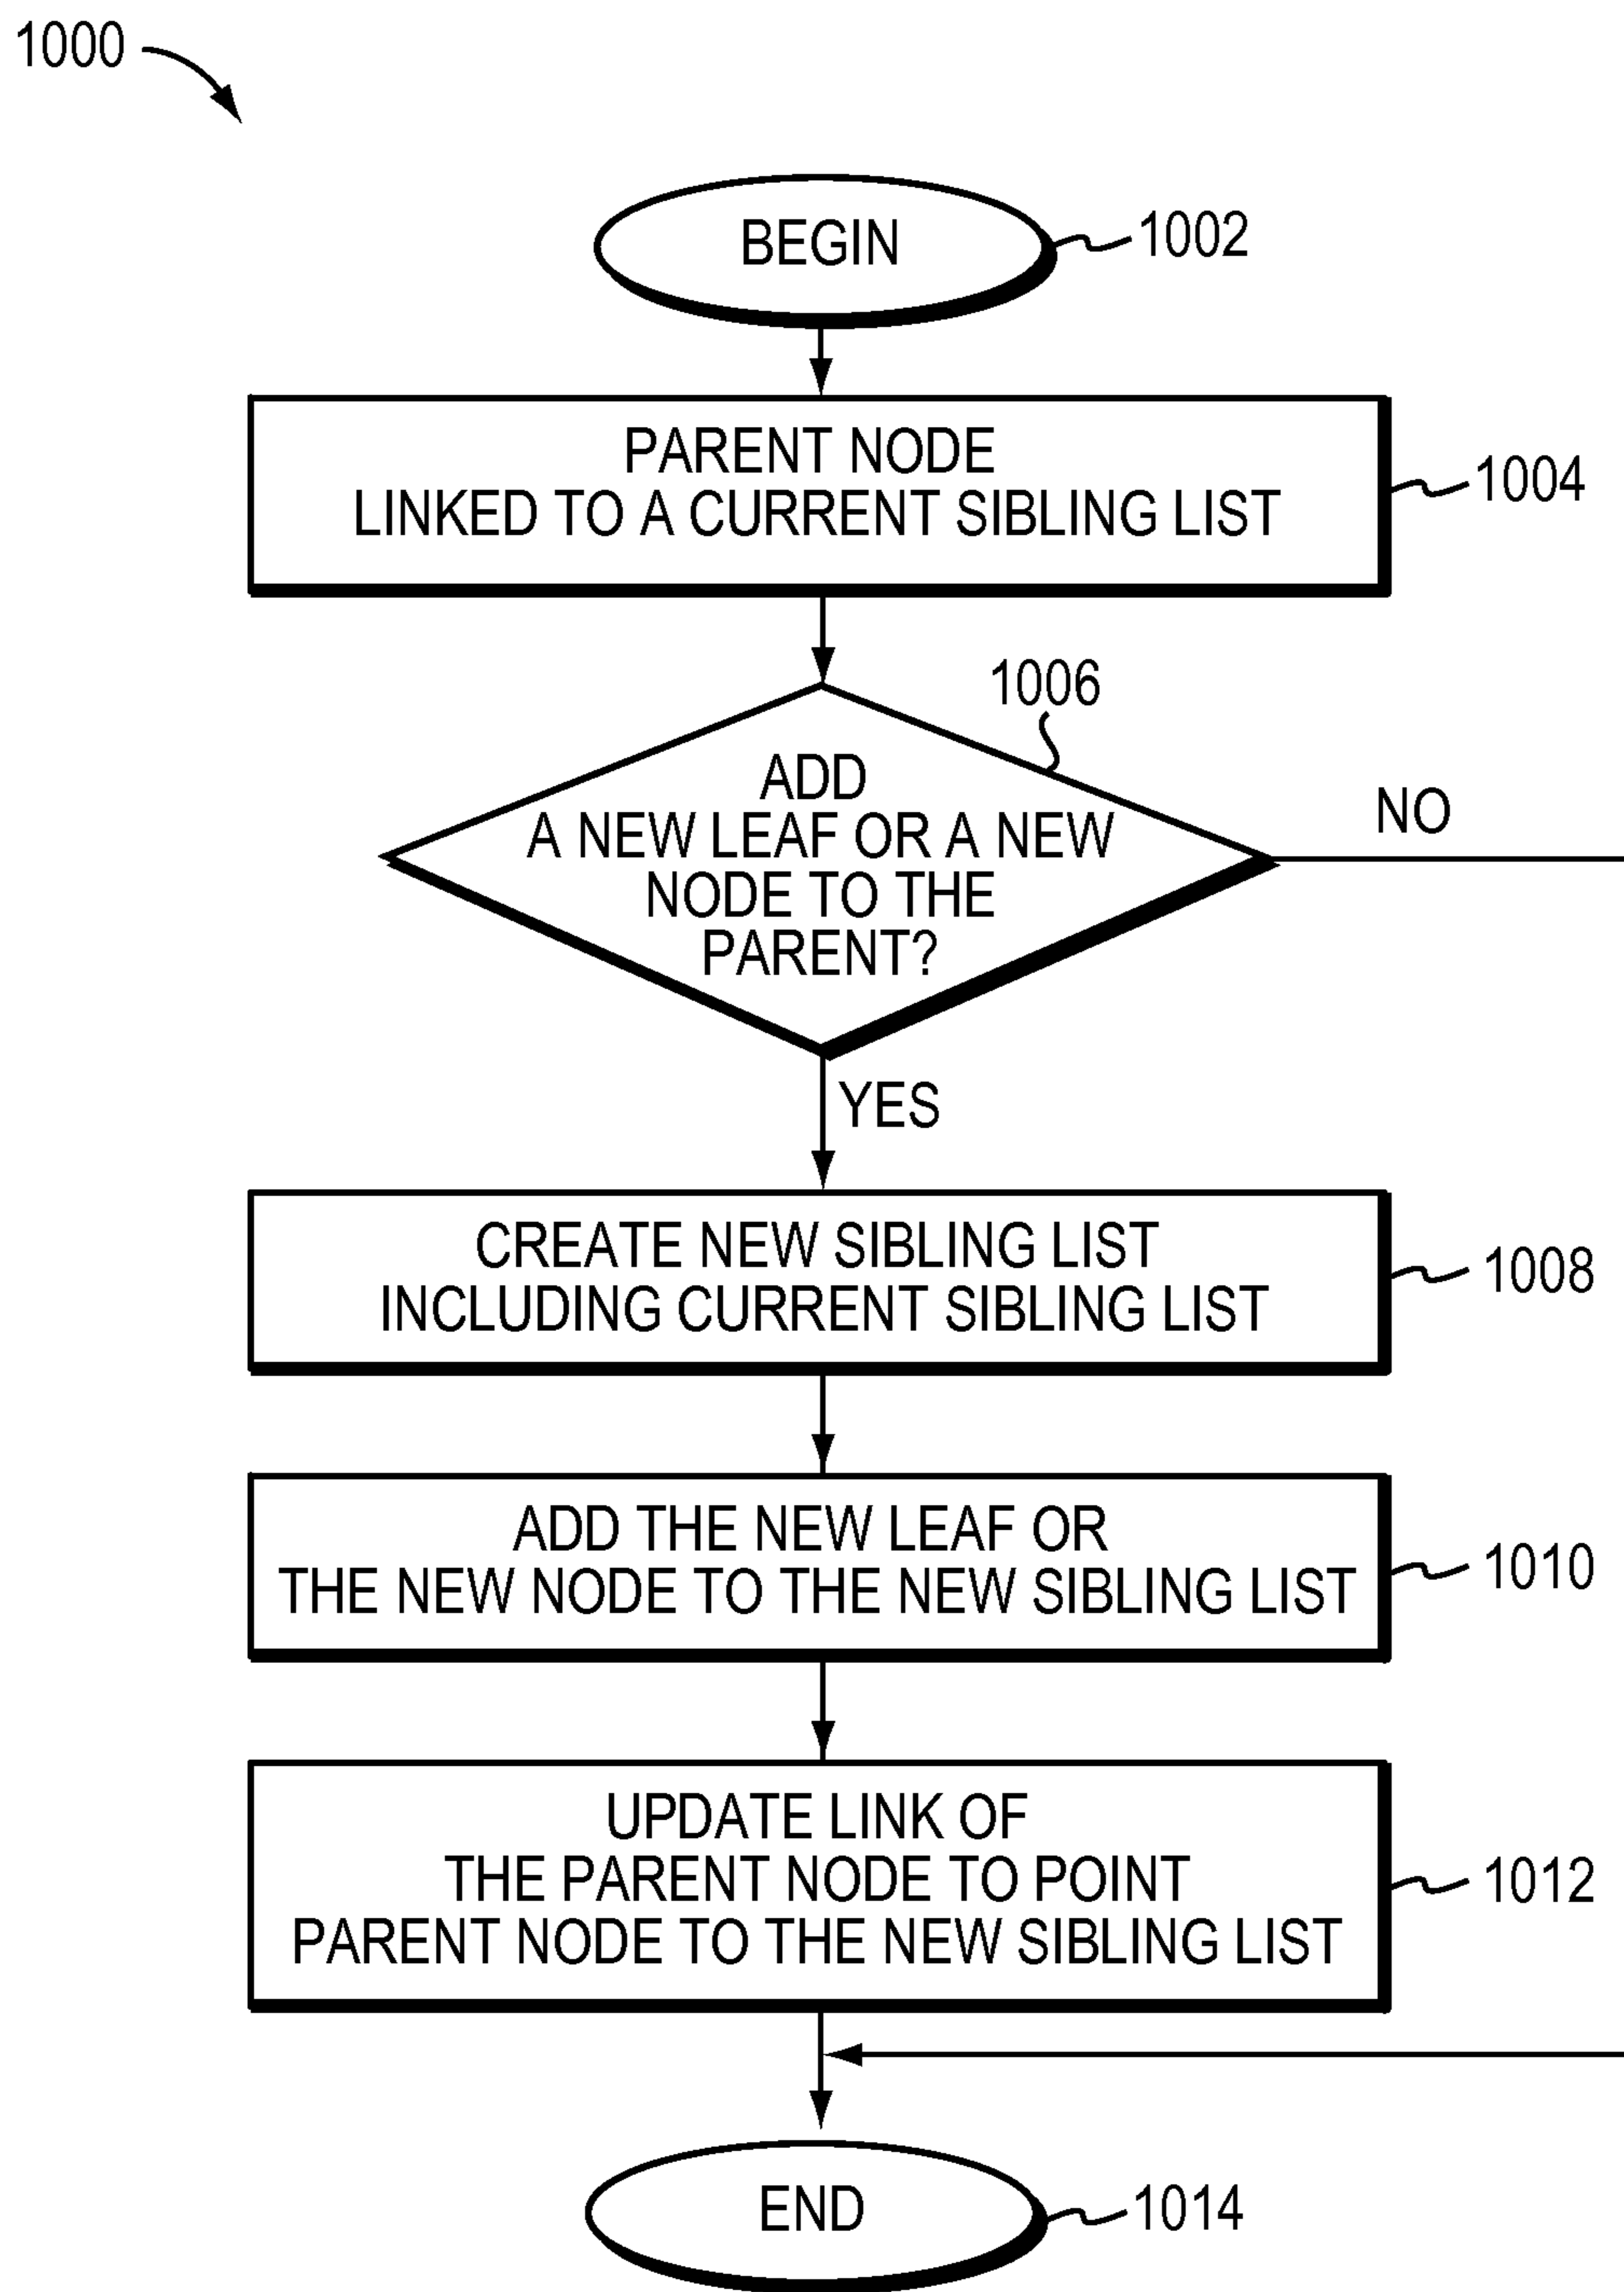 1000
BEGIN
1002
PARENT NODE
LINKED TO A CURRENT SIBLING LIST
1004
1006
ADD
A NEW LEAF OR A NEW
NODE TO THE
PARENT?
NO
YES
CREATE NEW SIBLING LIST
INCLUDING CURRENT SIBLING LIST
1008
ADD THE NEW LEAF OR
THE NEW NODE TO THE NEW SIBLING LIST
1010
UPDATE LINK OF
THE PARENT NODE TO POINT
PARENT NODE TO THE NEW SIBLING LIST
1012
END
1014